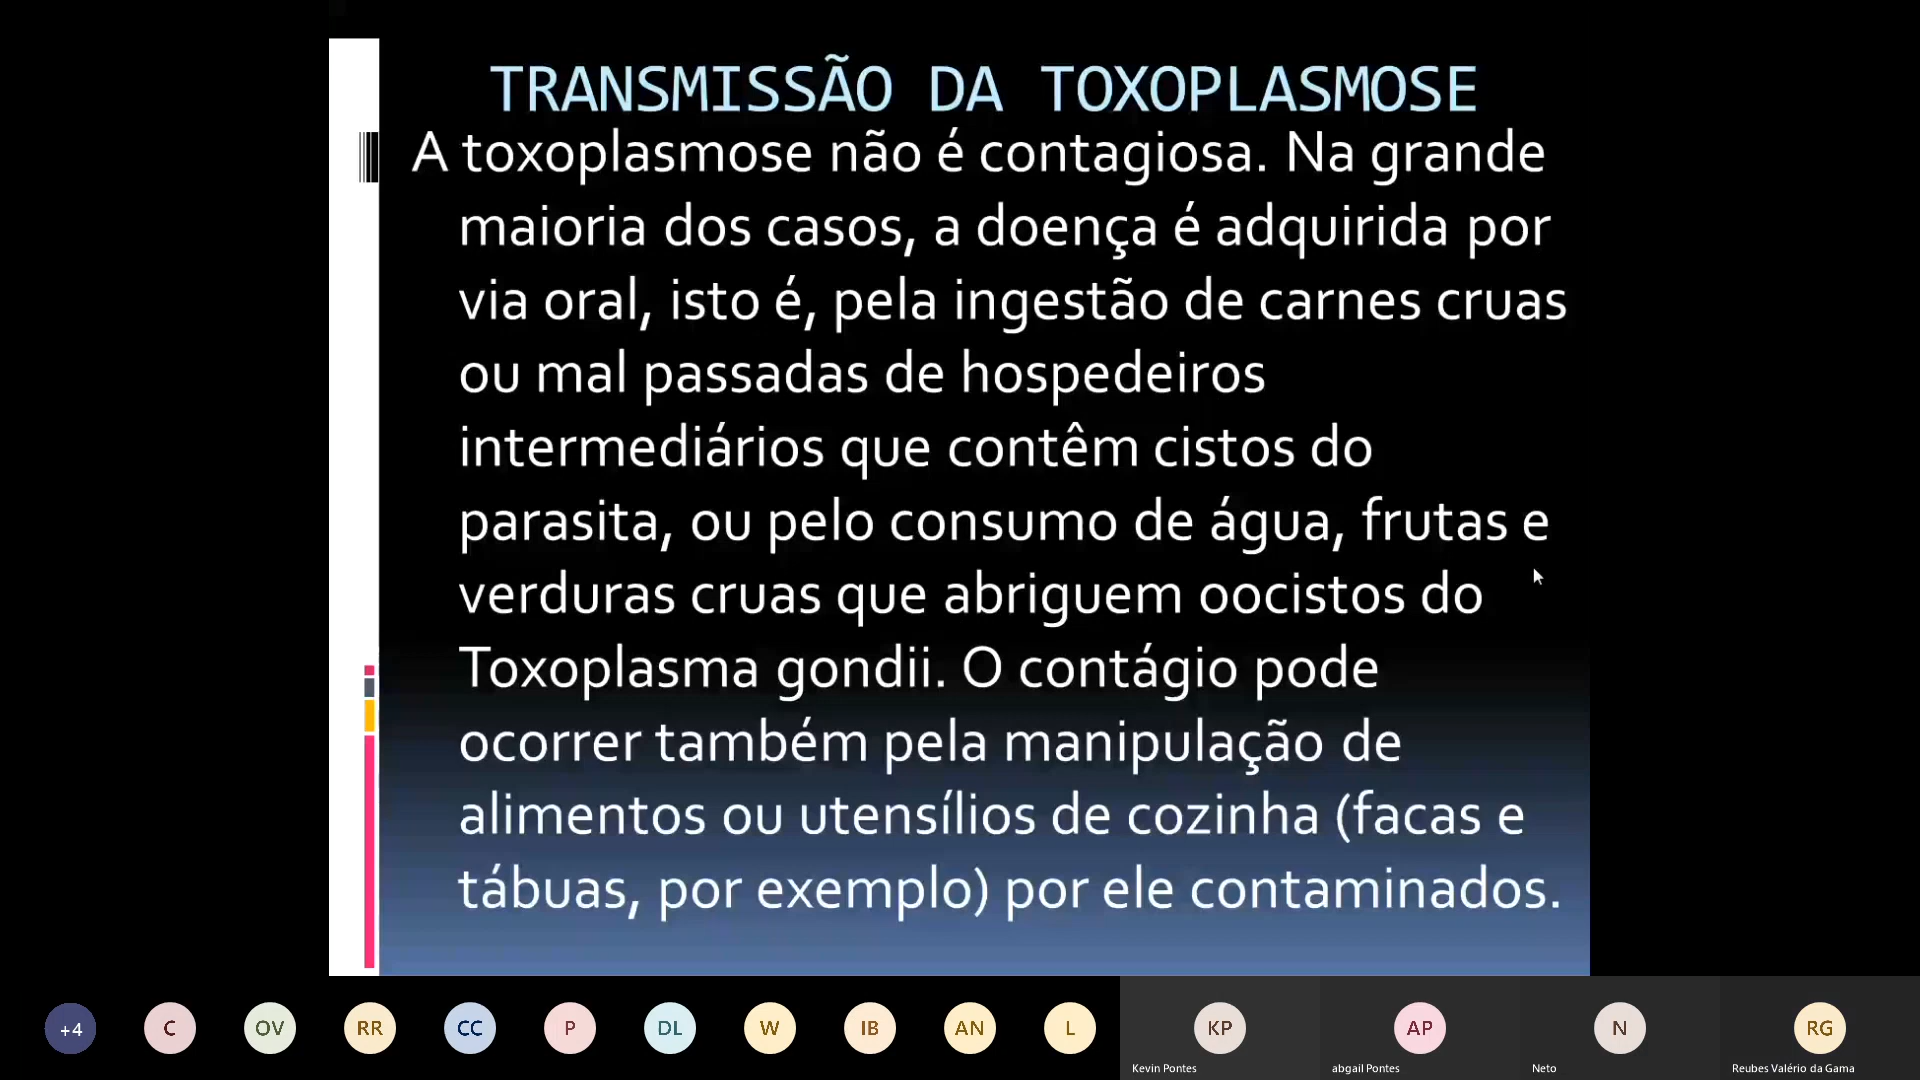 TRANSMISSÃO DA TOXOPLASMOSE
A toxoplasmose não é contagiosa. Na grande
maioria dos casos, a doença é adquirida por
via oral, isto é, pela ingestão de carnes cruas
ou mal passadas de hospedeiros
intermediários que contêm cistos do
parasita, ou pelo consumo de água, frutas e
verduras cruas que abriguem oocistos do
Toxoplasma gondii. O contágio pode
ocorrer também pela manipulação de
alimentos ou utensílios de cozinha (facas e
tábuas, por exemplo) por ele contaminados.
+4 C OV RR CC P DL W IB AN L KP AP N RG
Kevin Pontes abgail Pontes Neto Reubes Valério da Gama